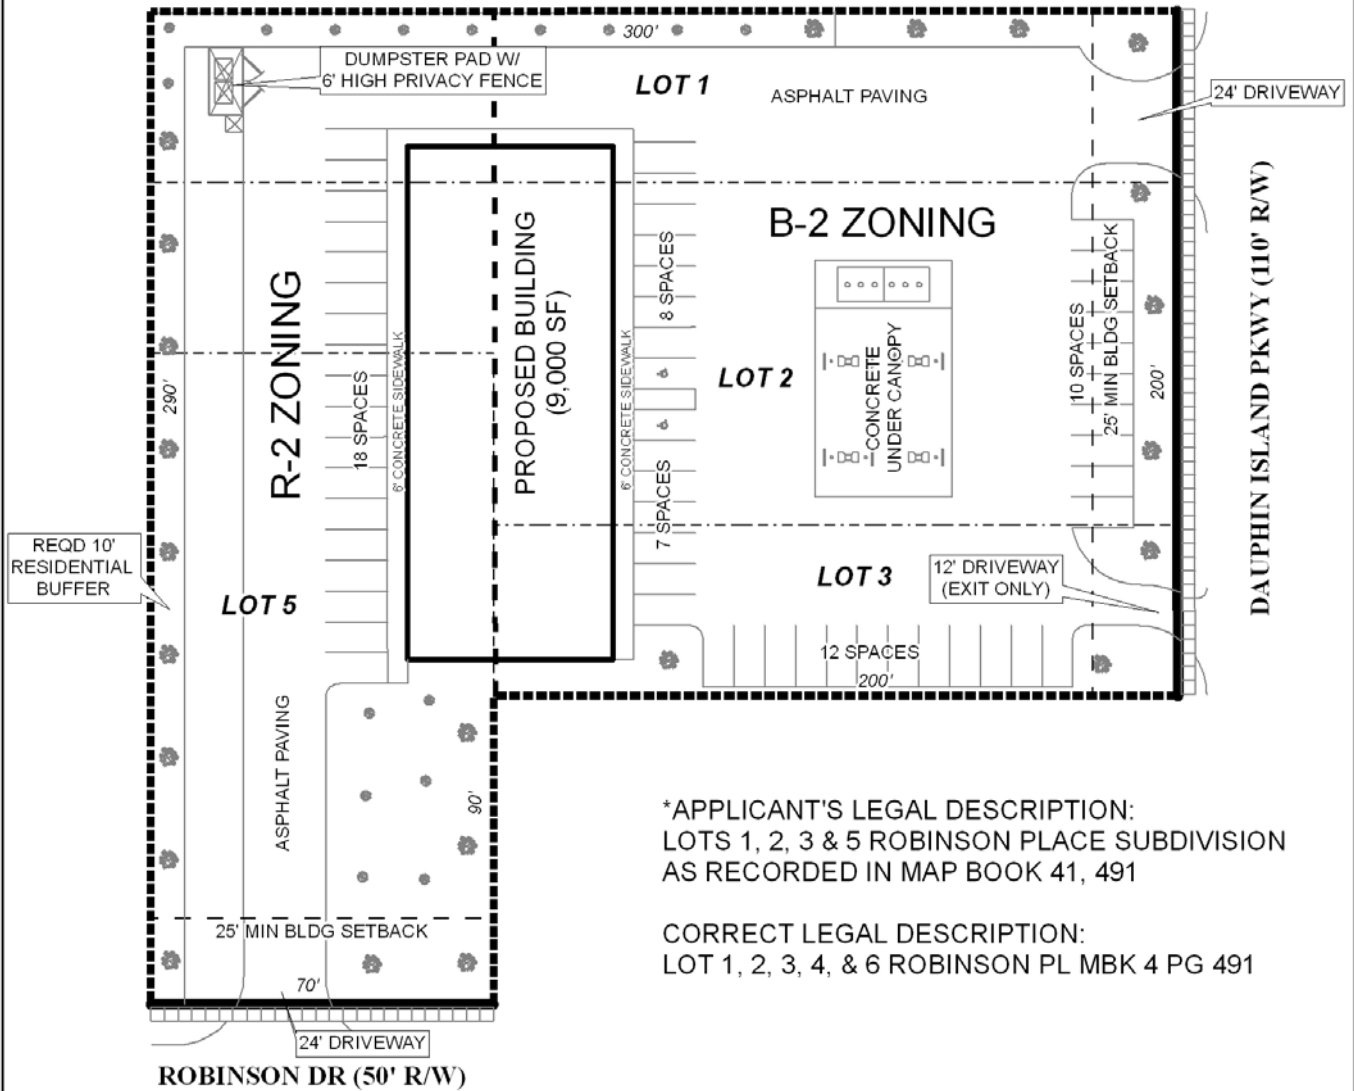 300'
DUMPSTER PAD W/
6' HIGH PRIVACY FENCE
LOT 1
ASPHALT PAVING
24' DRIVEWAY
B-2 ZONING
R-2 ZONING
PROPOSED BUILDING
(9,000 SF)
8 SPACES
10 SPACES
25' MIN BLDG SETBACK
18 SPACES
6' CONCRETE SIDEWALK
6' CONCRETE SIDEWALK
LOT 2
CONCRETE
UNDER CANOPY
290'
200'
DAUPHIN ISLAND PKWY (110' R/W)
7 SPACES
REQD 10'
RESIDENTIAL
BUFFER
LOT 5
LOT 3
12' DRIVEWAY
(EXIT ONLY)
12 SPACES
200'
ASPHALT PAVING
90'
*APPLICANT'S LEGAL DESCRIPTION:
LOTS 1, 2, 3 & 5 ROBINSON PLACE SUBDIVISION
AS RECORDED IN MAP BOOK 41, 491
CORRECT LEGAL DESCRIPTION:
LOT 1, 2, 3, 4, & 6 ROBINSON PL MBK 4 PG 491
25' MIN BLDG SETBACK
70'
24' DRIVEWAY
ROBINSON DR (50' R/W)